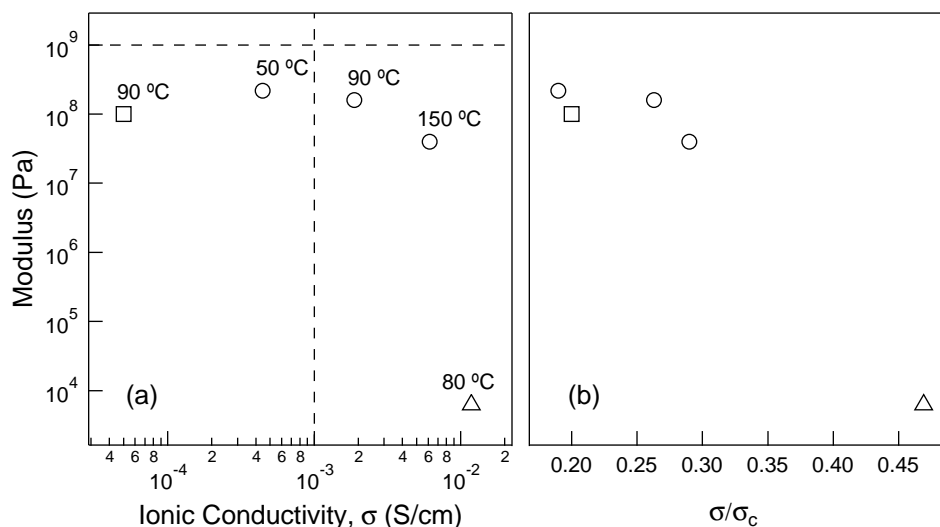 Modulus (Pa)
10⁹
10⁸
10⁷
10⁶
10⁵
10⁴
90 ºC
50 ºC
90 ºC
150 ºC
80 ºC
(a)
4 6 8 2 4 6 8 2 4 6 8 2
10⁻⁴ 10⁻³ 10⁻²
Ionic Conductivity, σ (S/cm)
(b)
0.20 0.25 0.30 0.35 0.40 0.45
σ/σc